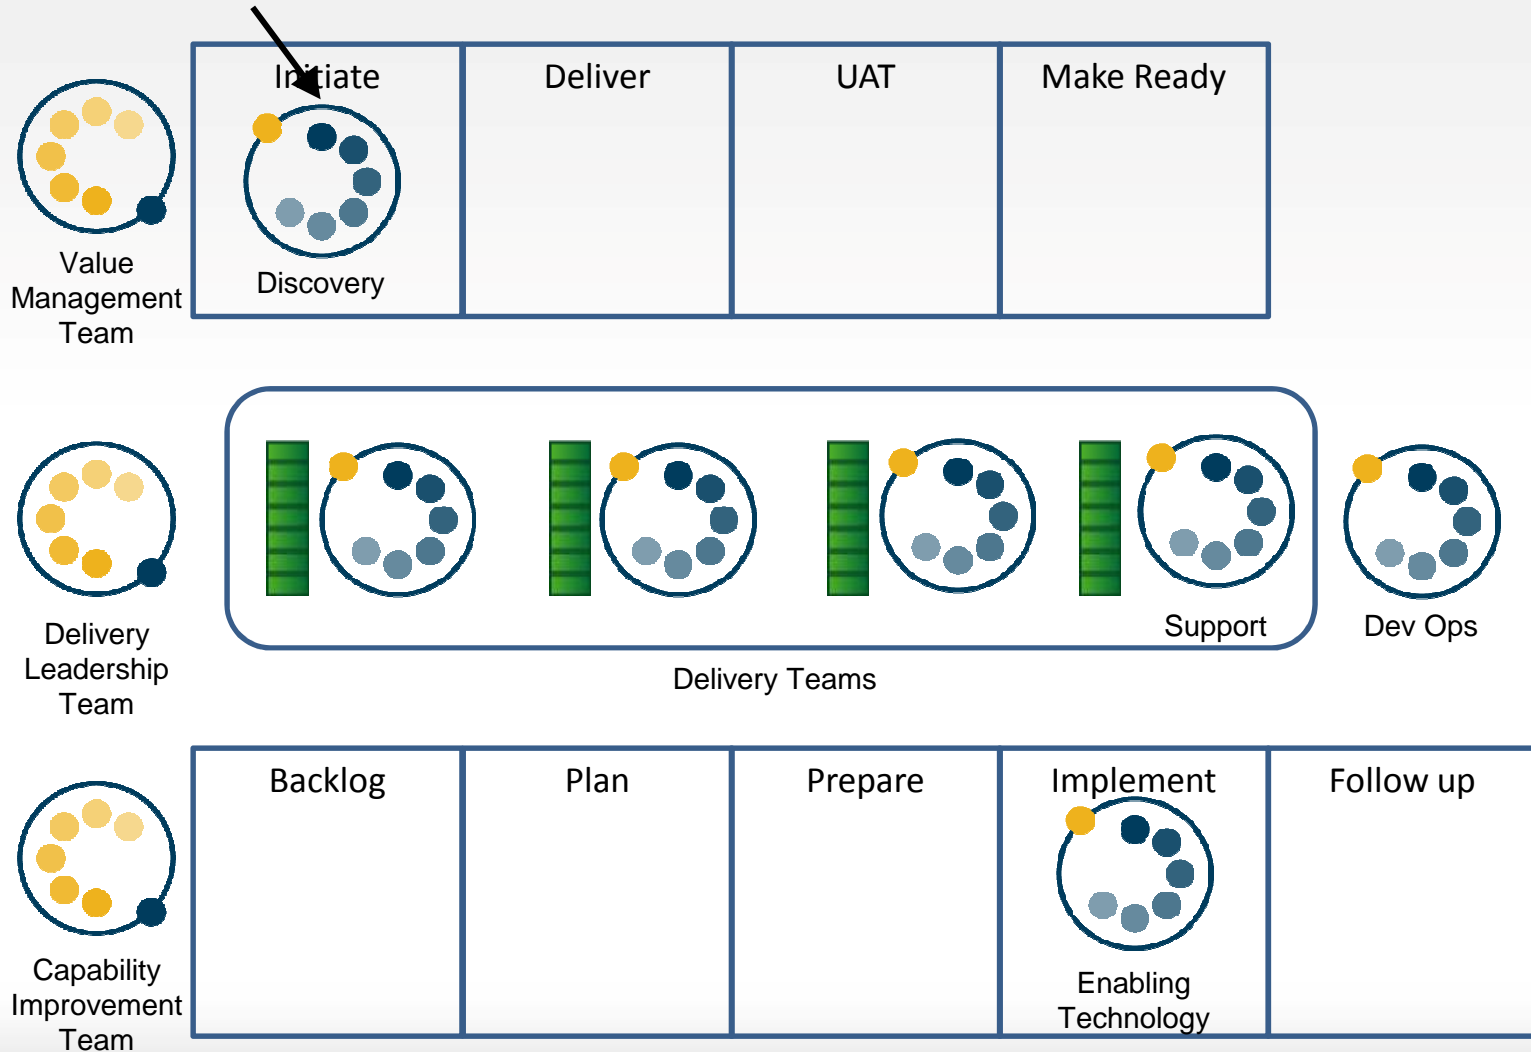 Initiate
Deliver
UAT
Make Ready
Value
Management
Team
Discovery
Delivery
Leadership
Team
Support
Dev Ops
Delivery Teams
Backlog
Plan
Prepare
Implement
Follow up
Capability
Improvement
Team
Enabling
Technology